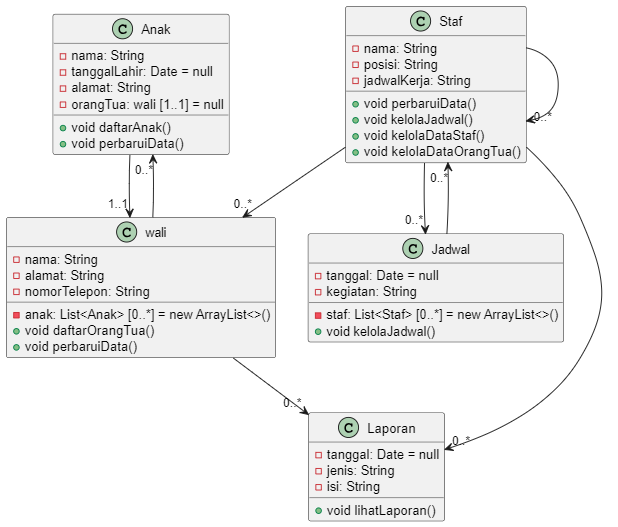 C Anak
nama: String
tanggalLahir: Date = null
alamat: String
orangTua: wali [1..1] = null
void daftarAnak()
void perbaruiData()
C Staf
nama: String
posisi: String
jadwalKerja: String
void perbaruiData()
void kelolaJadwal()
void kelolaDataStaf()
void kelolaDataOrangTua()
0..*
0..*
0..*
1..1
0..*
0..*
C wali
nama: String
alamat: String
nomorTelepon: String
anak: List<Anak> [0..*] = new ArrayList<>()
void daftarOrangTua()
void perbaruiData()
C Jadwal
tanggal: Date = null
kegiatan: String
staf: List<Staf> [0..*] = new ArrayList<>()
void kelolaJadwal()
0..*
0..*
C Laporan
tanggal: Date = null
jenis: String
isi: String
void lihatLaporan()